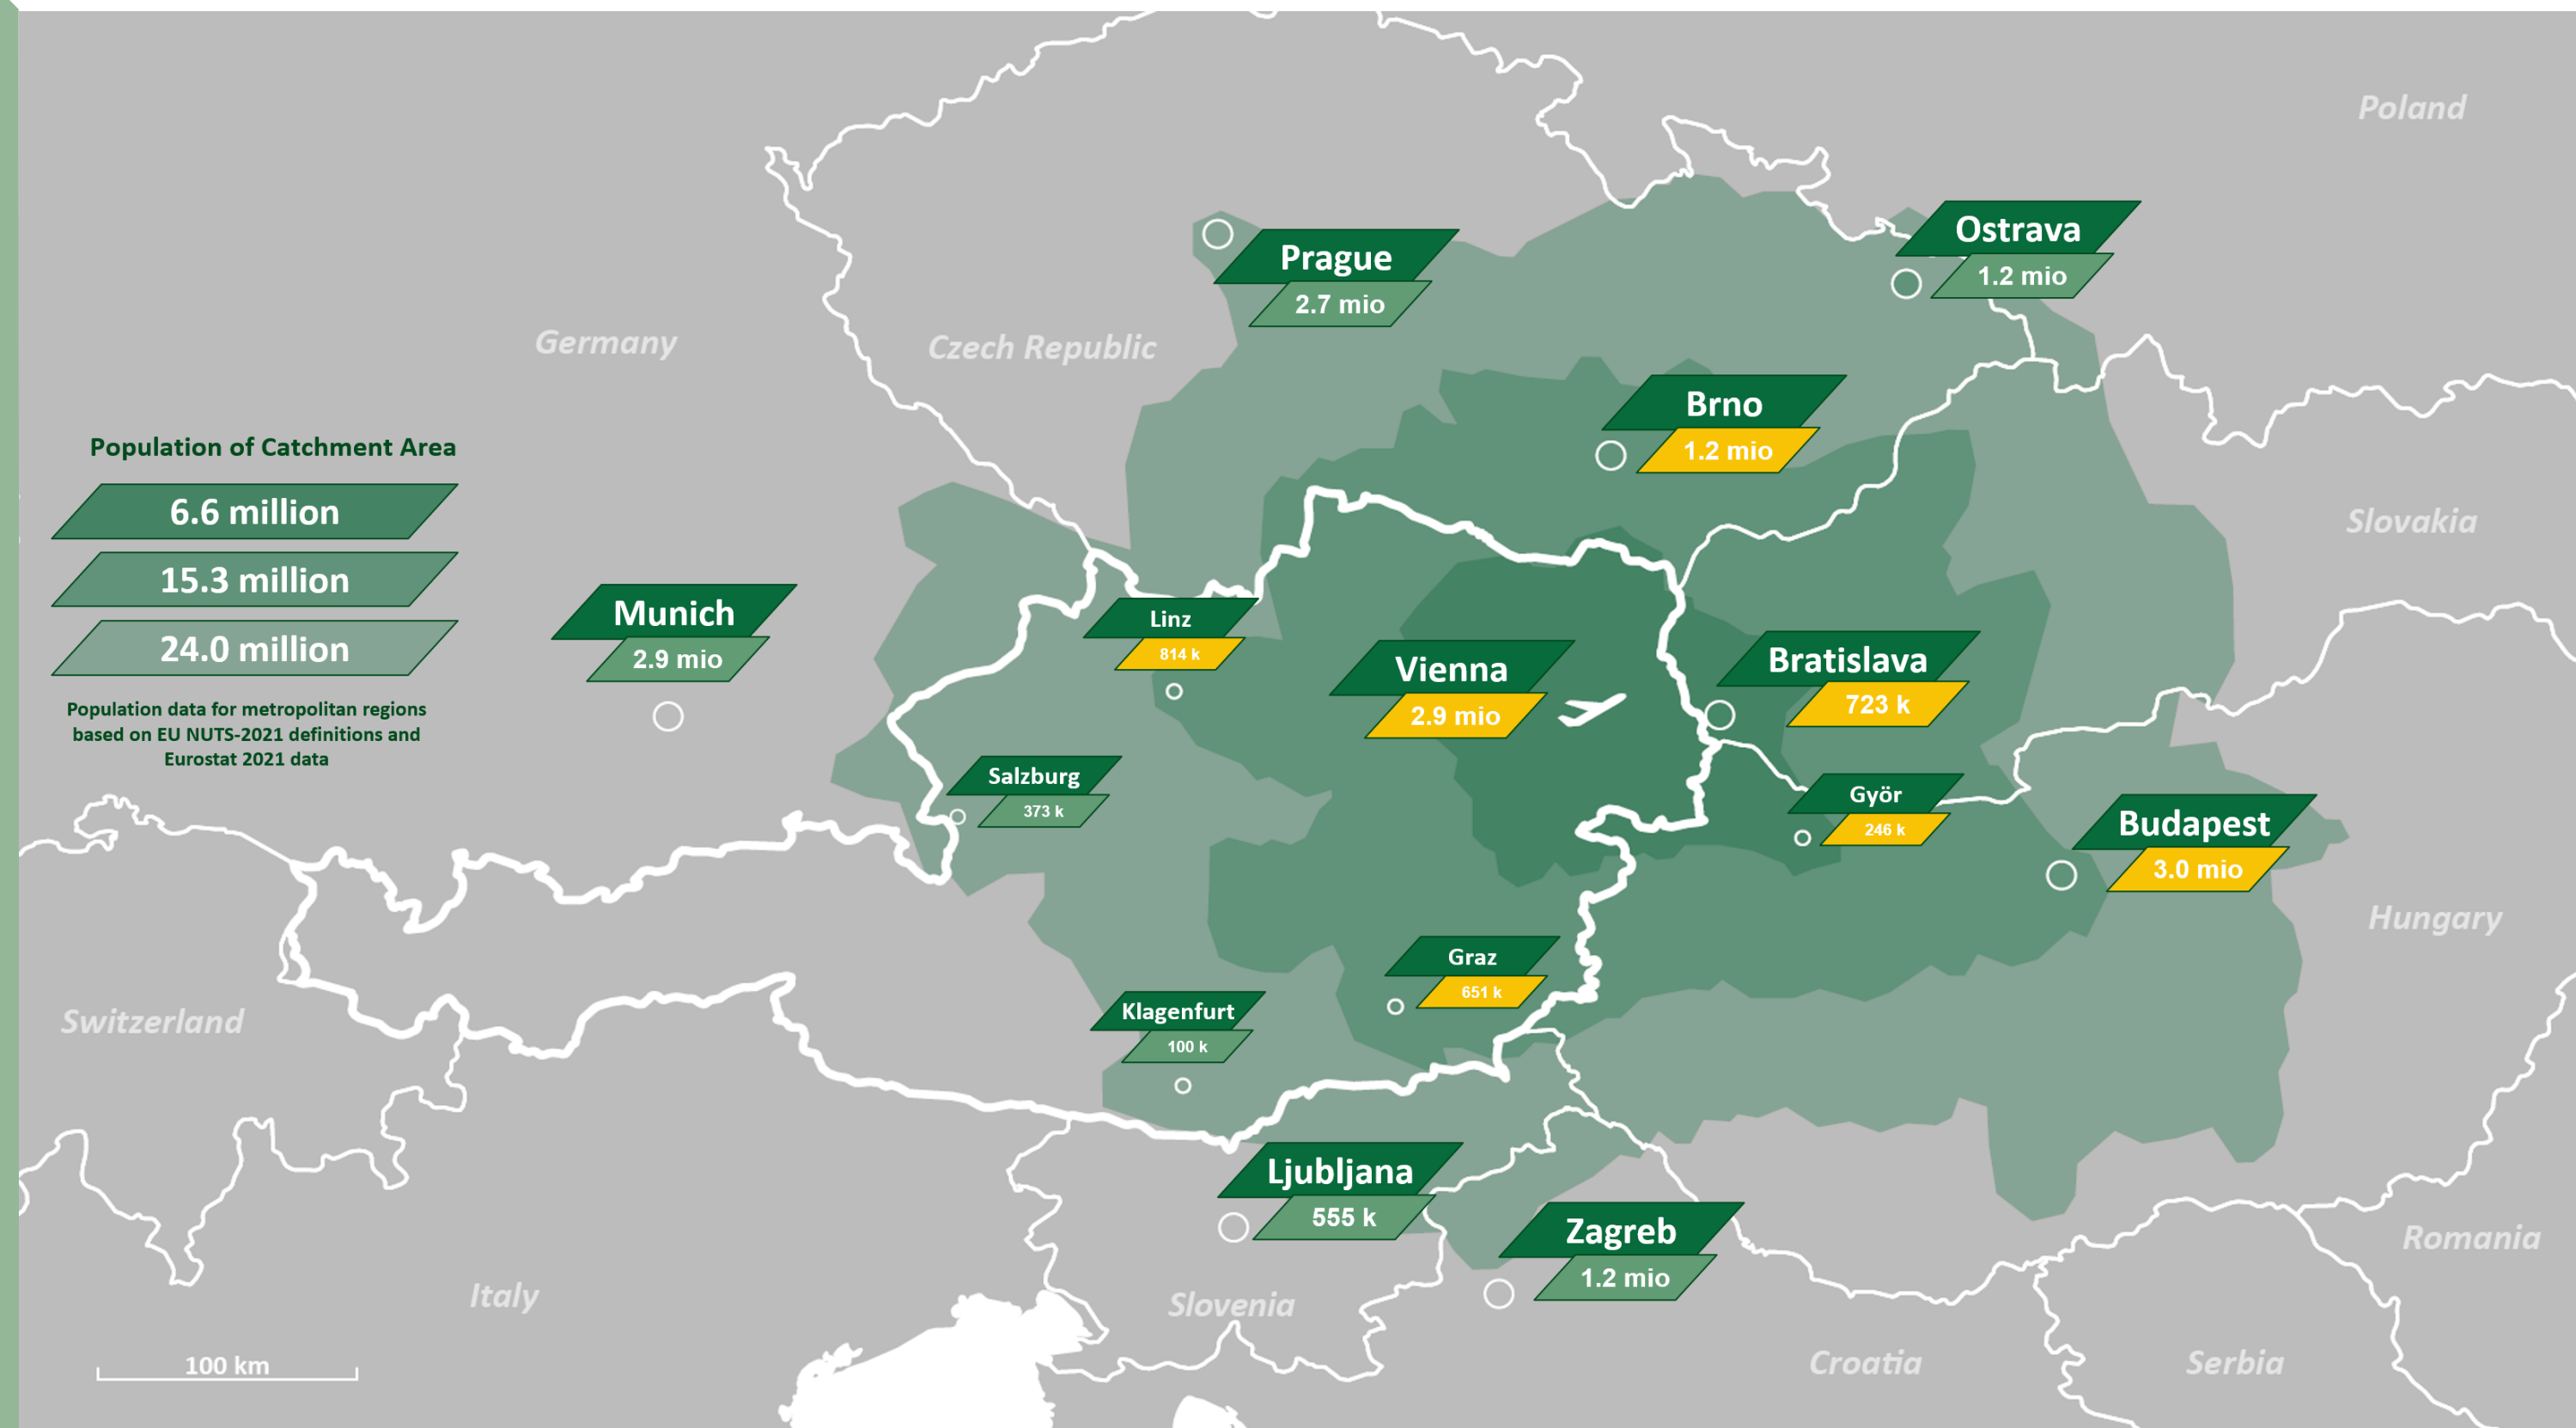 Poland
Ostrava
1.2 mio
Prague
2.7 mio
Germany
Czech Republic
Brno
1.2 mio
Population of Catchment Area
6.6 million
15.3 million
24.0 million
Population data for metropolitan regions
based on EU NUTS-2021 definitions and
Eurostat 2021 data
Slovakia
Munich
2.9 mio
Linz
814 k
Vienna
2.9 mio
Bratislava
723 k
Salzburg
373 k
Györ
246 k
Budapest
3.0 mio
Hungary
Graz
651 k
Klagenfurt
100 k
Switzerland
Ljubljana
555 k
Zagreb
1.2 mio
Romania
Italy
Slovenia
Croatia
Serbia
100 km